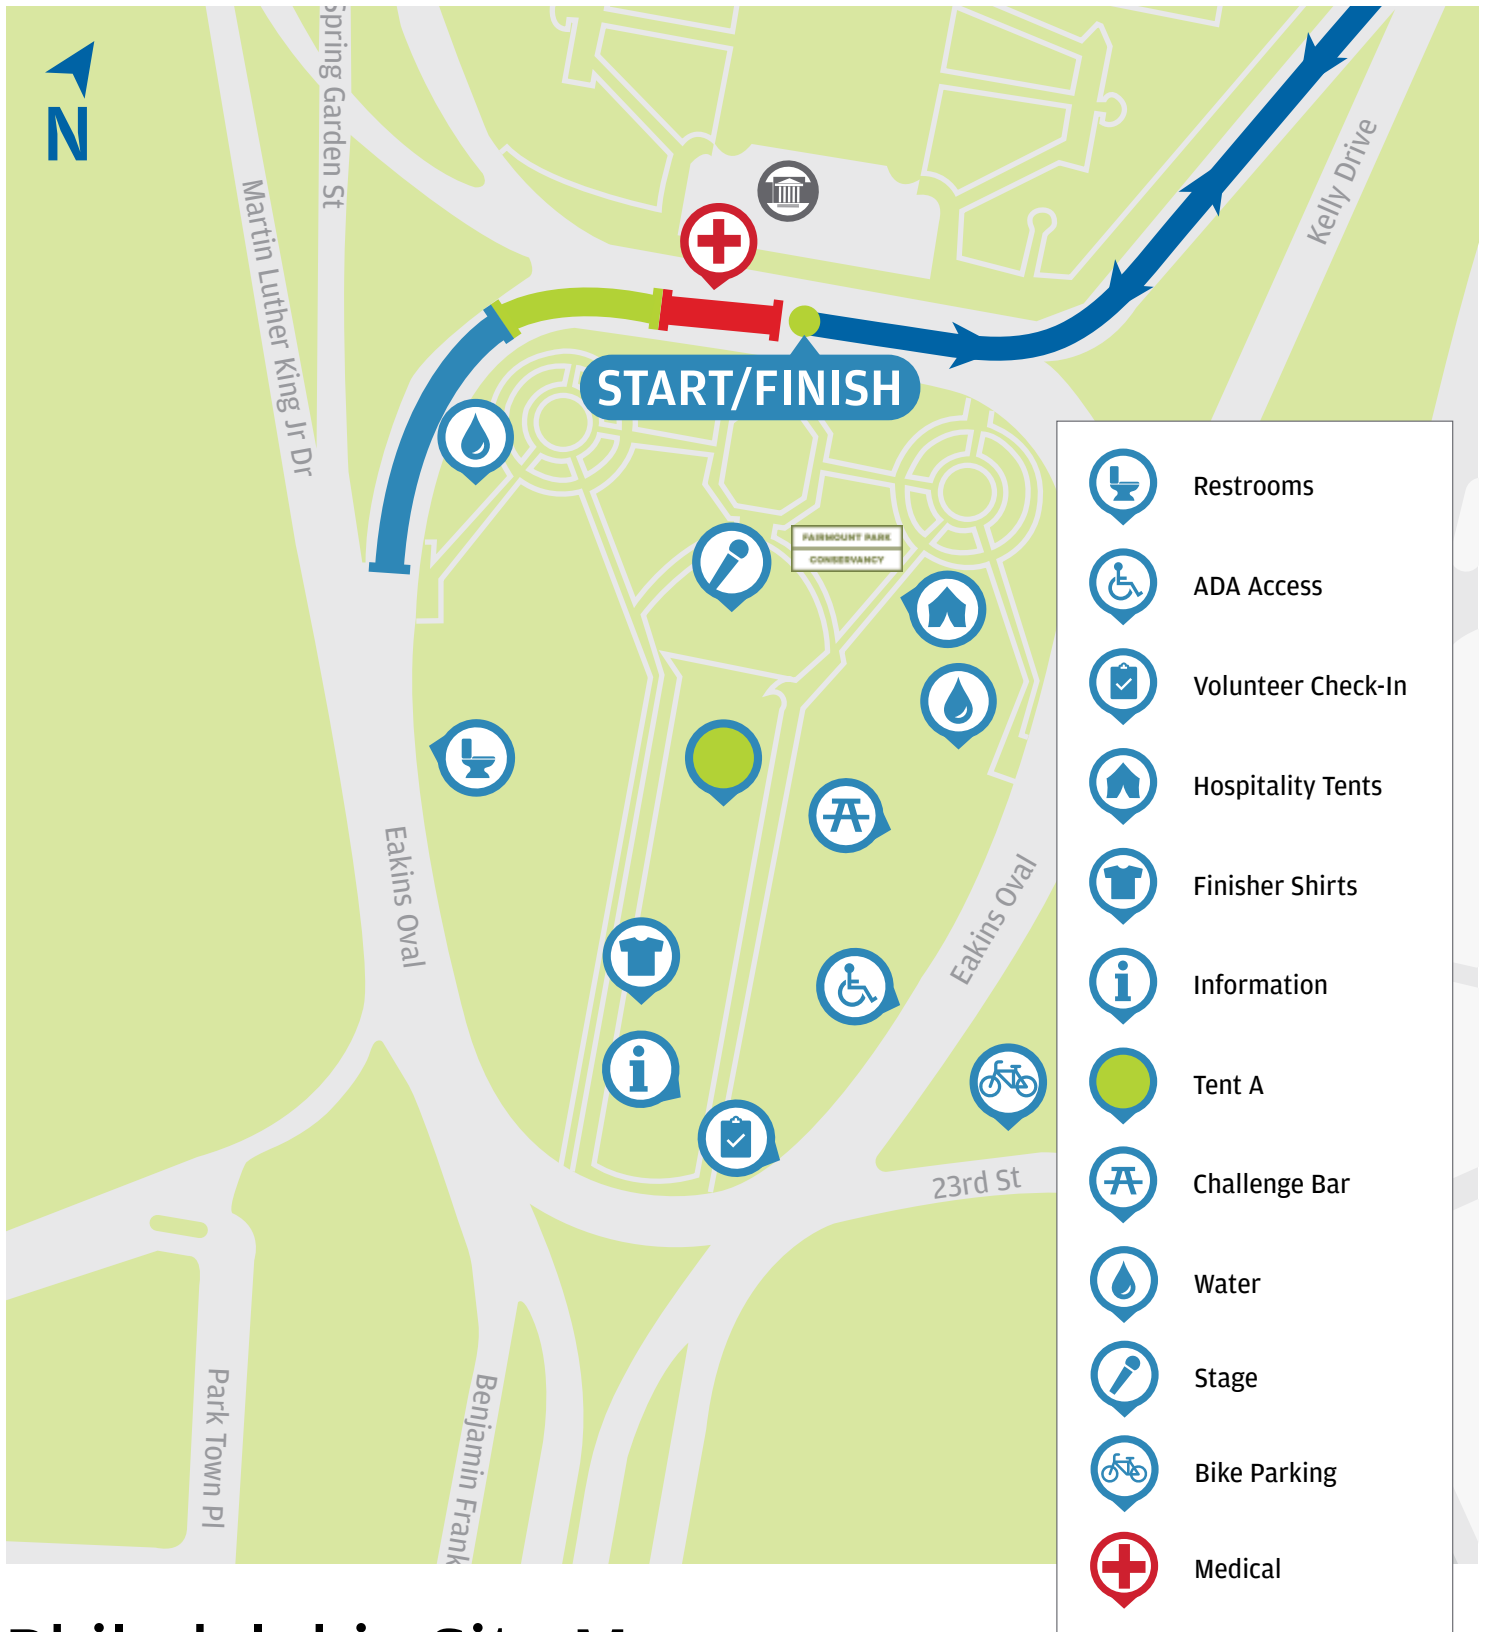 N
Spring Garden St
Martin Luther King Jr Dr
Kelly Drive
START/FINISH
FAIRMOUNT PARK
CONSERVANCY
Eakins Oval
Eakins Oval
23rd St
Park Town Pl
Benjamin Frank
Restrooms
ADA Access
Volunteer Check-In
Hospitality Tents
Finisher Shirts
Information
Tent A
Challenge Bar
Water
Stage
Bike Parking
Medical